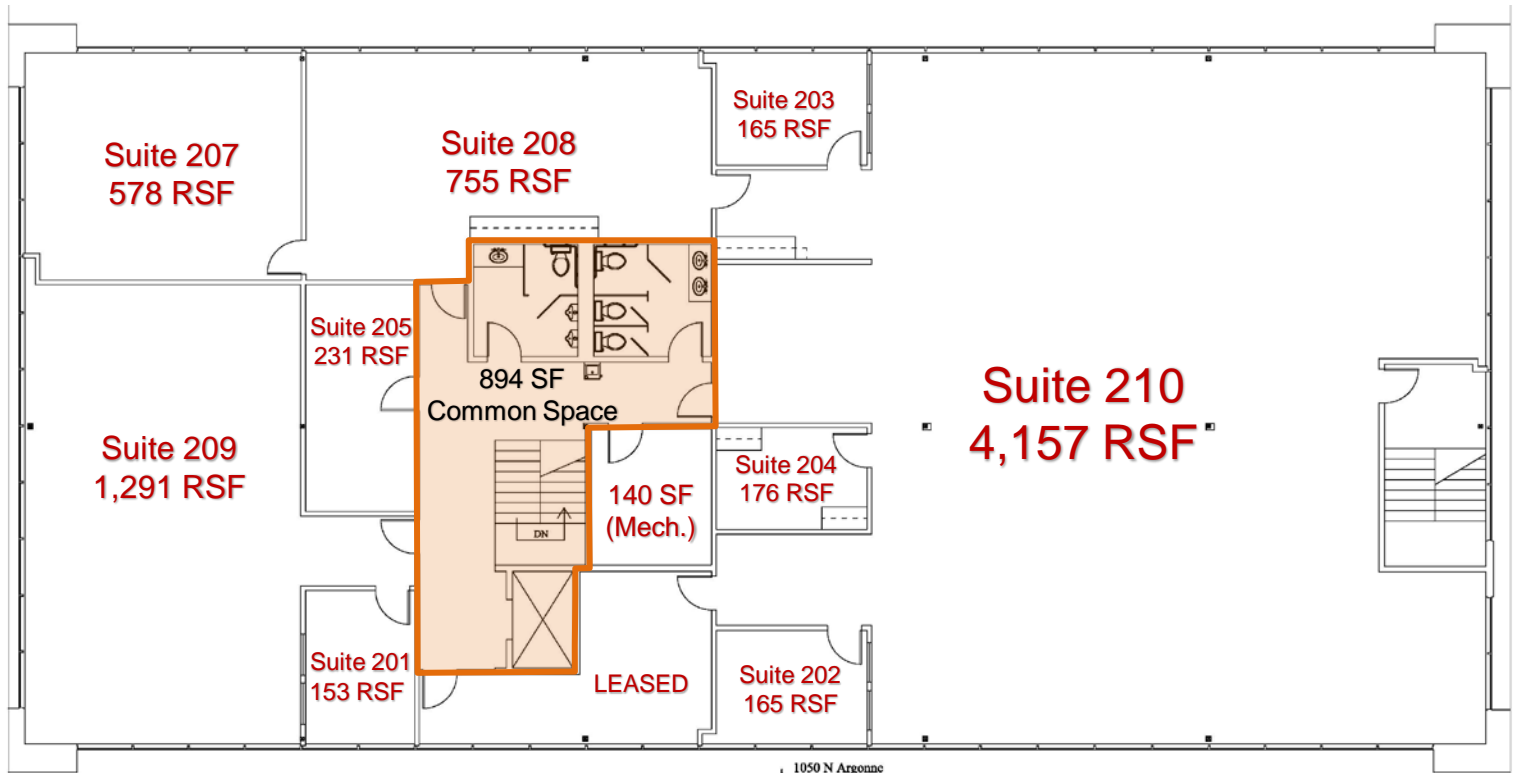 Suite 203
165 RSF
Suite 207
578 RSF
Suite 208
755 RSF
Suite 205
231 RSF
894 SF
Common Space
Suite 210
4,157 RSF
Suite 209
1,291 RSF
Suite 204
176 RSF
140 SF
(Mech.)
DN
Suite 201
153 RSF
LEASED
Suite 202
165 RSF
1050 N Argonne